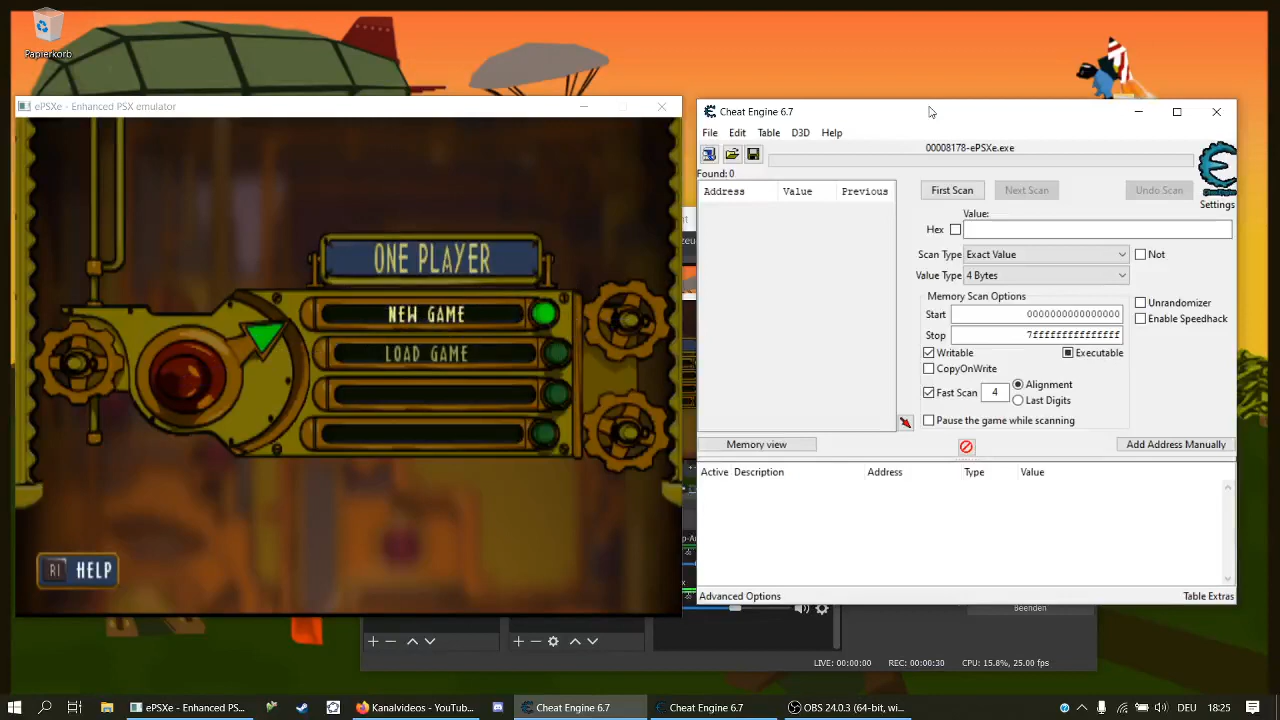 Papierkorb
ePSXe - Enhanced PSX emulator
ONE PLAYER
NEW GAME
LOAD GAME
R1 HELP
Cheat Engine 6.7
File Edit Table D3D Help
00008178-ePSXe.exe
Found: 0
Address Value Previous
First Scan Next Scan Undo Scan
Settings
Value:
Hex
Scan Type Exact Value Not
Value Type 4 Bytes
Memory Scan Options
Start 0000000000000000
Stop 7fffffffffffffff
Unrandomizer
Enable Speedhack
Writable Executable
CopyOnWrite
Fast Scan 4 Alignment
Last Digits
Pause the game while scanning
Memory view Add Address Manually
Active Description Address Type Value
Advanced Options Table Extras
Beenden
LIVE: 00:00:00 REC: 00:00:30 CPU: 15.8%, 25.00 fps
ePSXe - Enhanced PS... Kanalvideos - YouTub... Cheat Engine 6.7 Cheat Engine 6.7 OBS 24.0.3 (64-bit, wi... 18:25